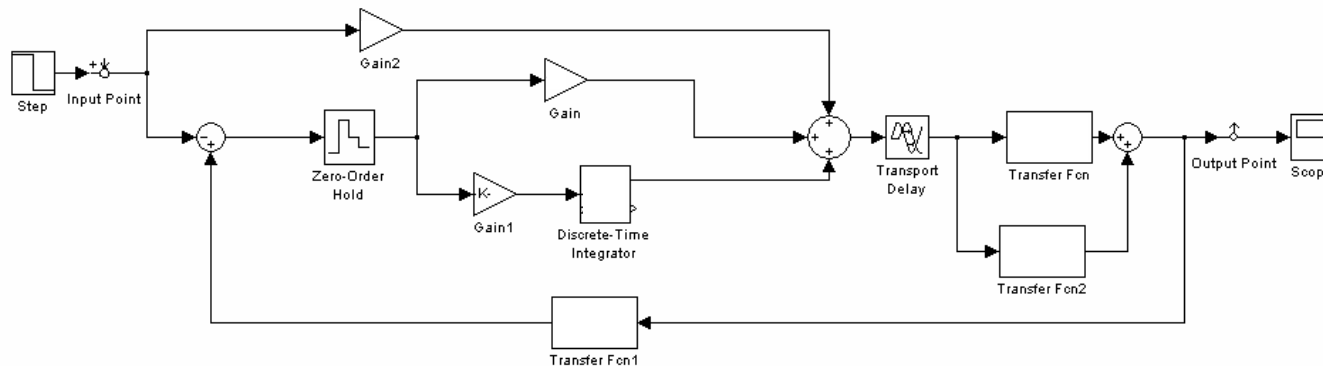 Gain2
Step
Input Point
Gain
Zero-Order
Hold
K-
Gain1
Discrete-Time
Integrator
Transport
Delay
Transfer Fcn
Output Point
Scop
Transfer Fcn2
Transfer Fcn1